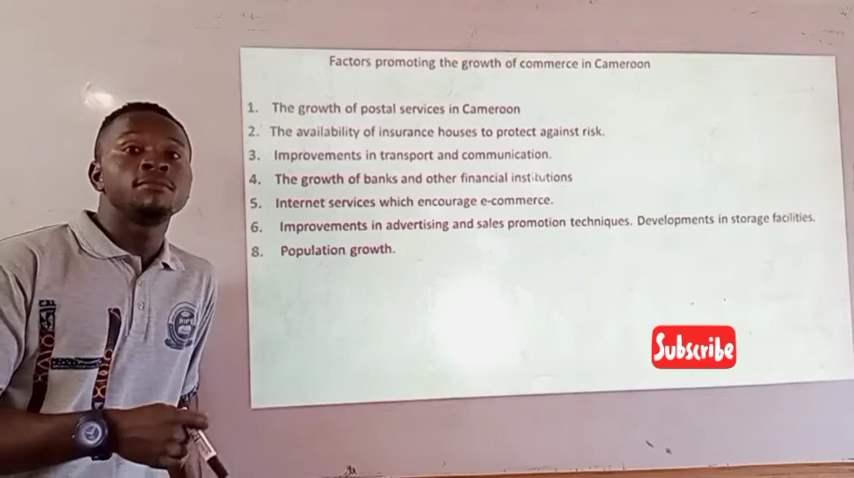 Factors promoting the growth of commerce in Cameroon
1. The growth of postal services in Cameroon
2. The availability of insurance houses to protect against risk.
3. Improvements in transport and communication.
4. The growth of banks and other financial institutions
5. Internet services which encourage e-commerce.
6. Improvements in advertising and sales promotion techniques. Developments in storage facilities.
8. Population growth.
Subscribe